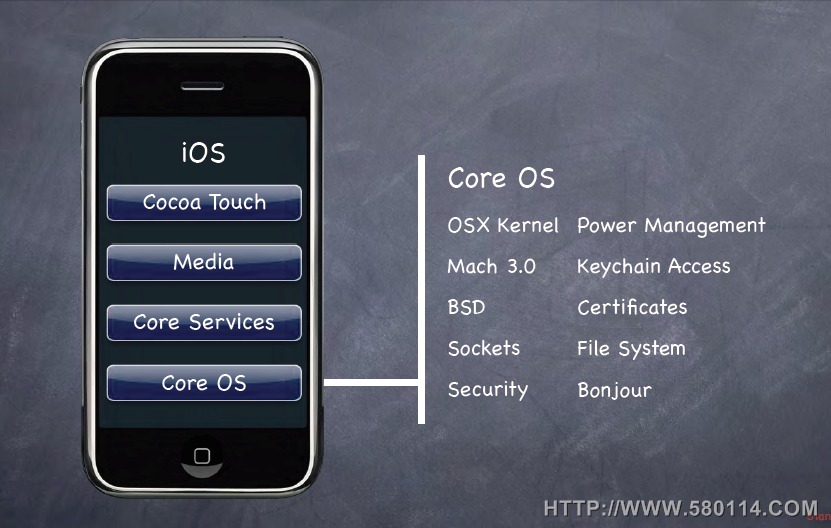 iOS
Cocoa Touch
Media
Core Services
Core OS
Core OS
OSX Kernel Power Management
Mach 3.0 Keychain Access
BSD Certificates
Sockets File System
Security Bonjour
HTTP://WWW.580114.COM